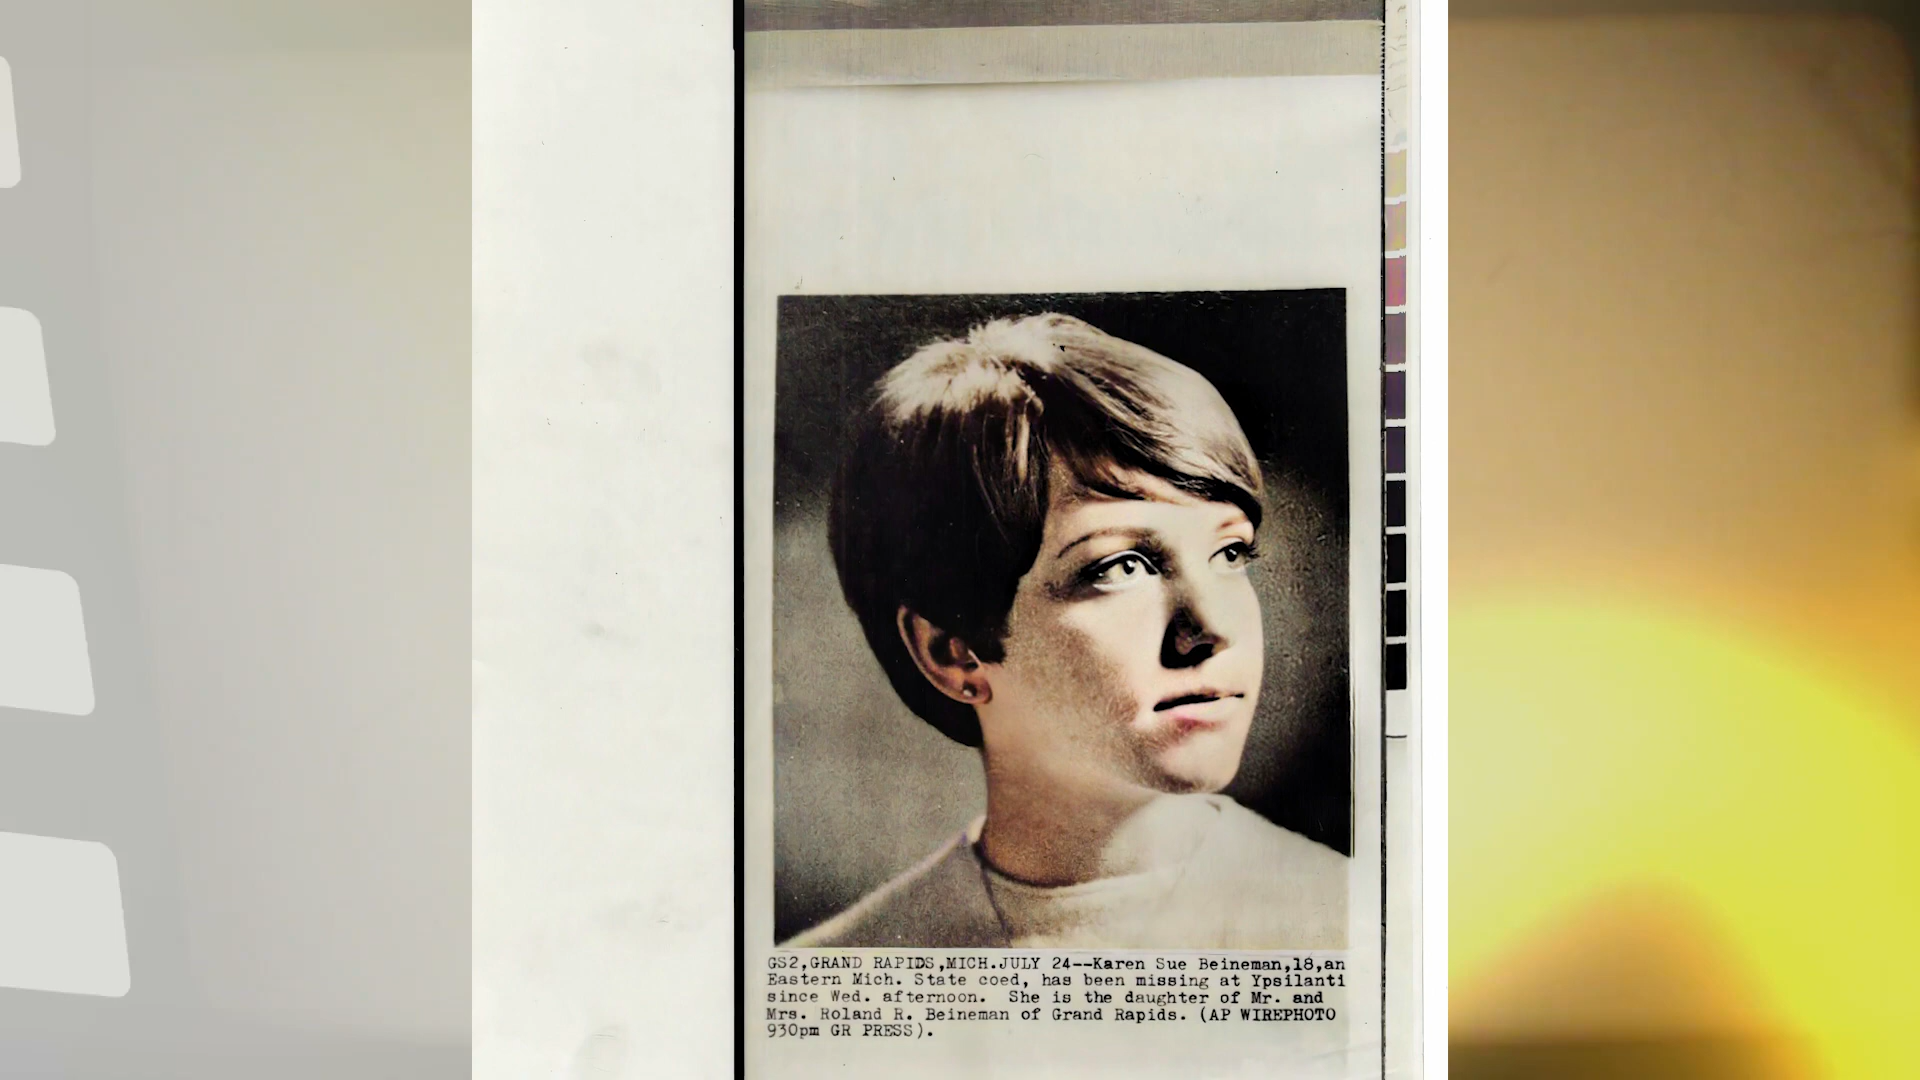 GS2,GRAND RAPIDS,MICH.JULY 24--Karen Sue Beineman,18,an
Eastern Mich. State coed, has been missing at Ypsilanti
since Wed. afternoon.  She is the daughter of Mr. and
Mrs. Roland R. Beineman of Grand Rapids. (AP WIREPHOTO
930pm GR PRESS).